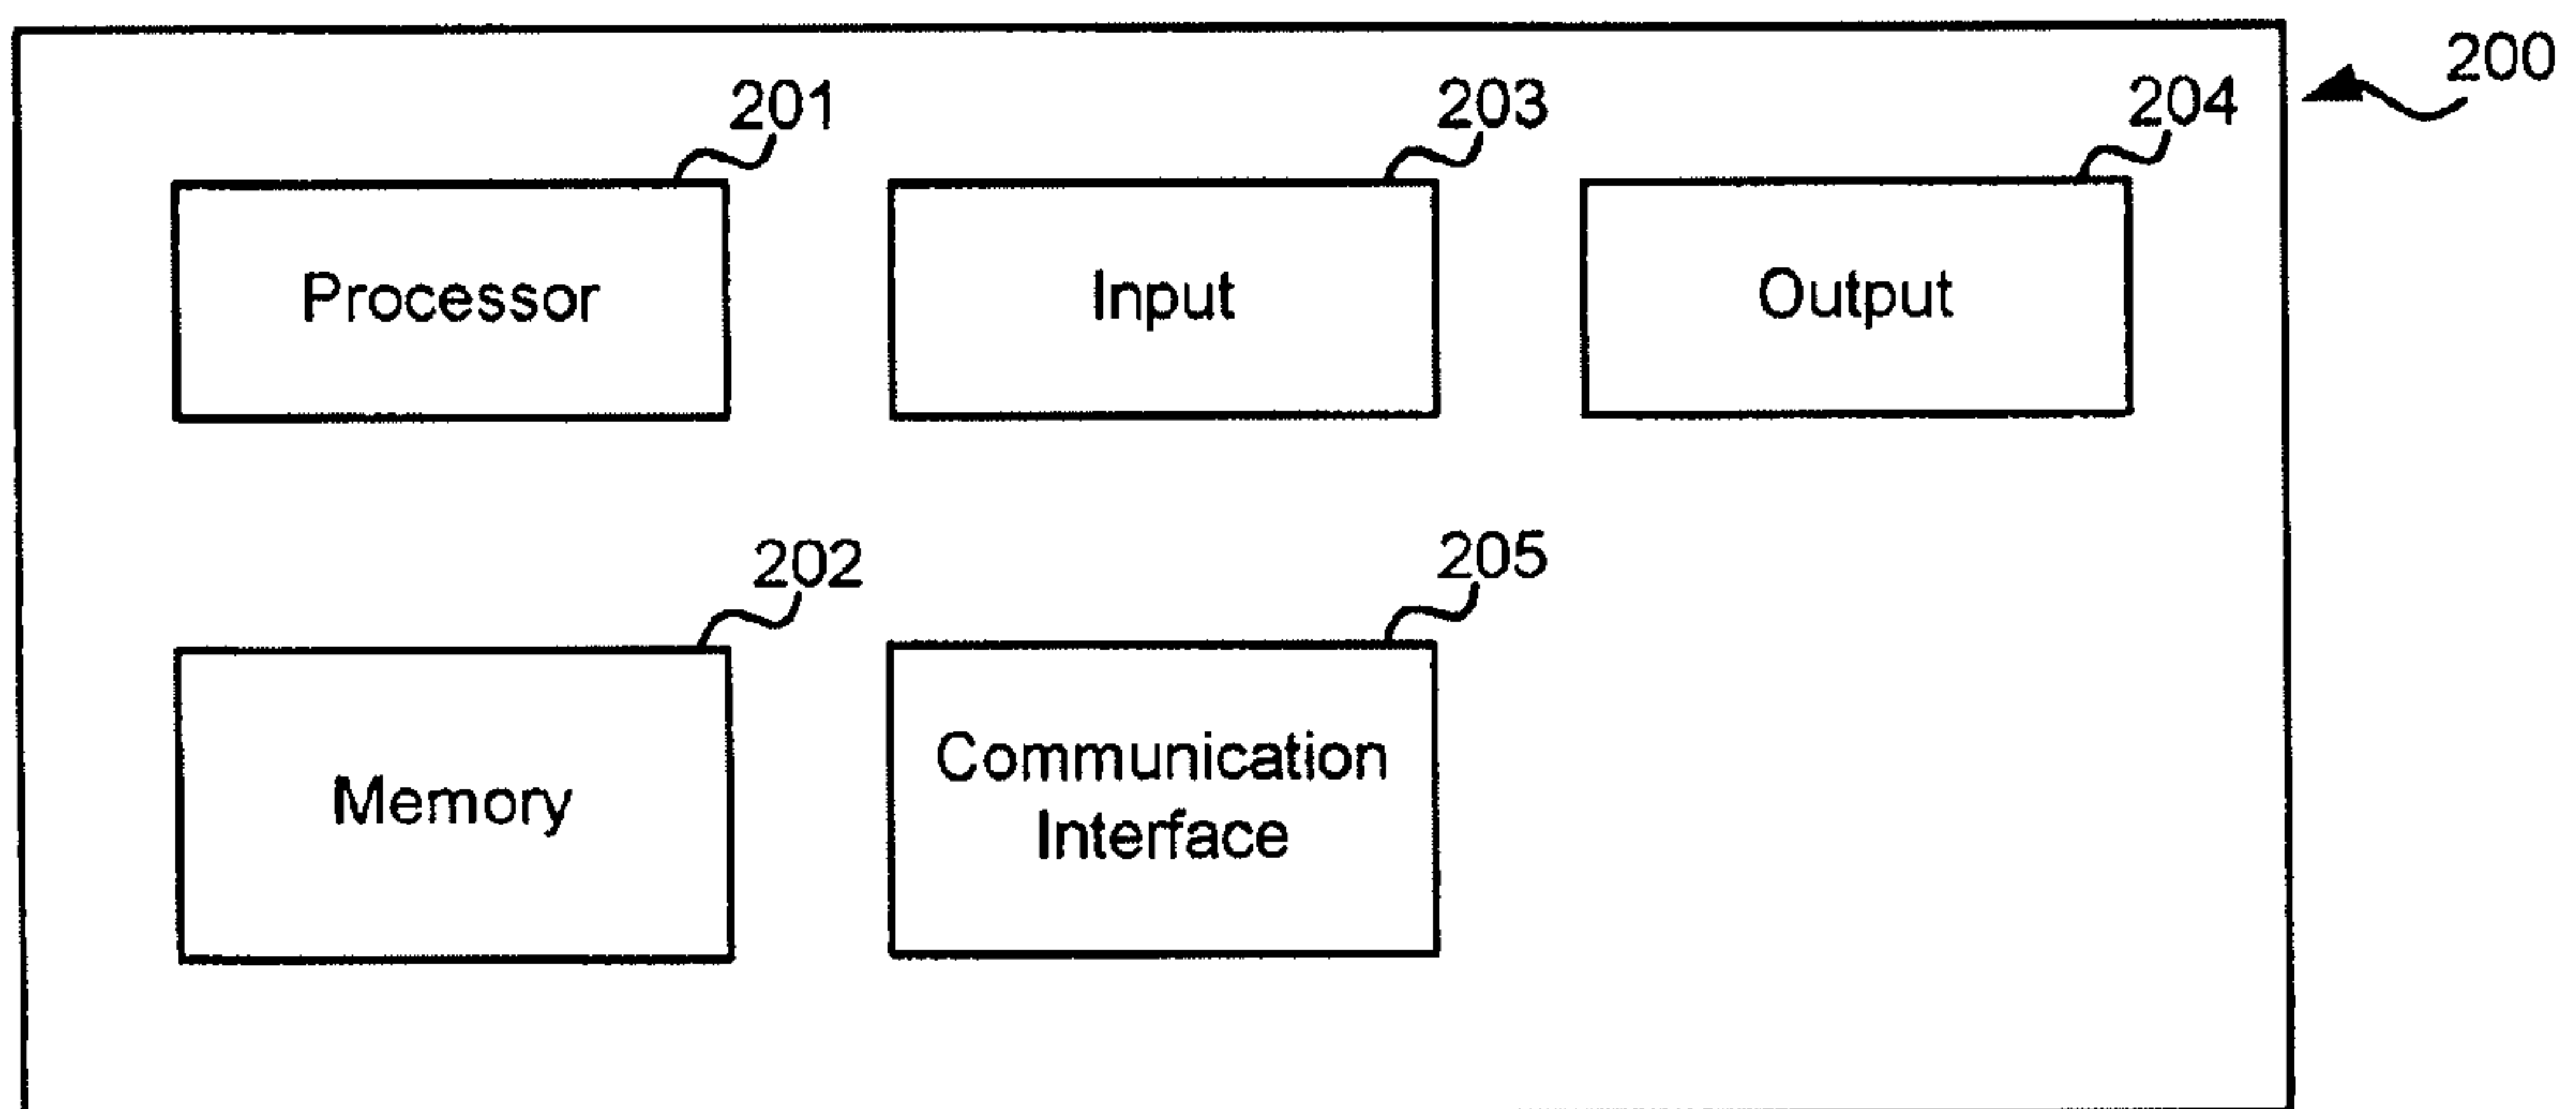 200
201
203
204
Processor
Input
Output
202
205
Memory
Communication
Interface